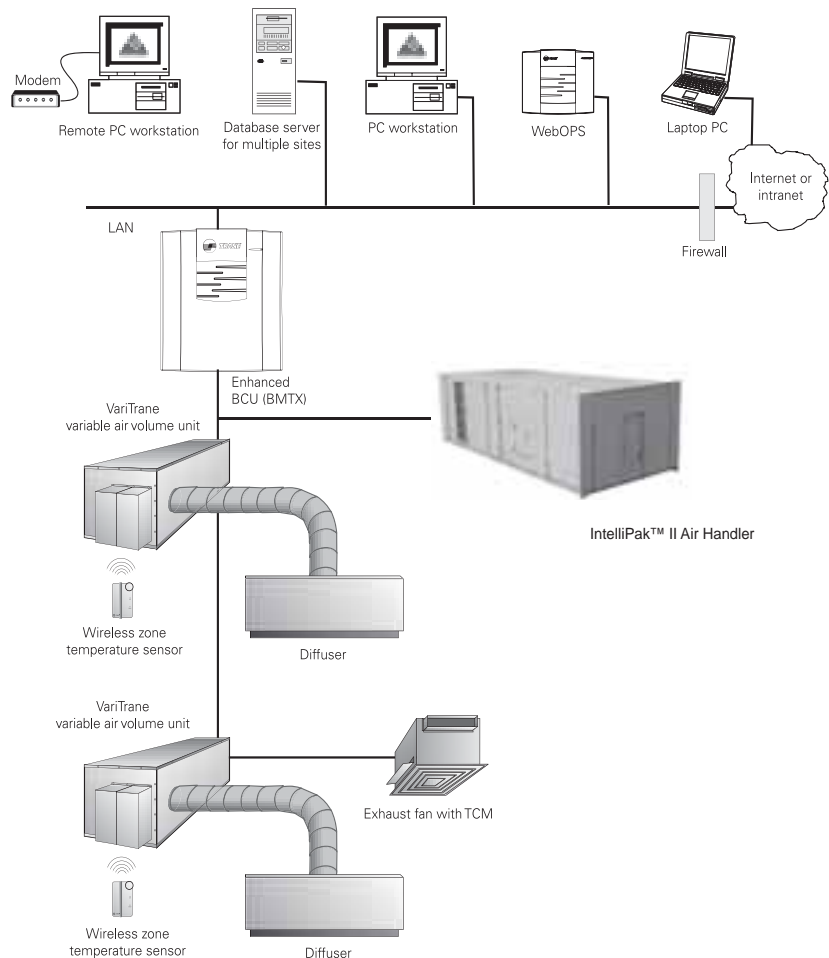 Modem
Remote PC workstation
Database server
for multiple sites
PC workstation
WebOPS
Laptop PC
Internet or
intranet
LAN
Firewall
TRANE
Enhanced
BCU (BMTX)
VariTrane
variable air volume unit
IntelliPak™ II Air Handler
Wireless zone
temperature sensor
Diffuser
VariTrane
variable air volume unit
Exhaust fan with TCM
Wireless zone
temperature sensor
Diffuser